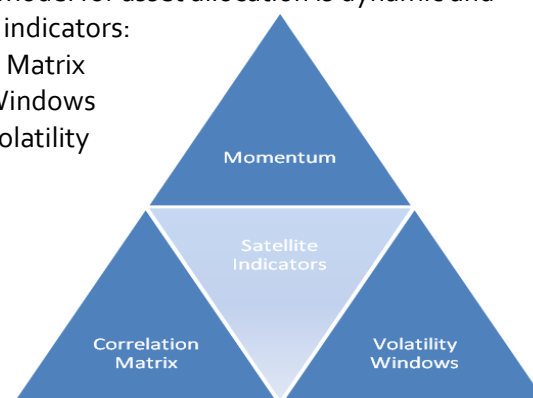 model for asset allocation is dynamic and
indicators:
Matrix
Windows
olatility
Momentum
Satellite
Indicators
Correlation
Matrix
Volatility
Windows